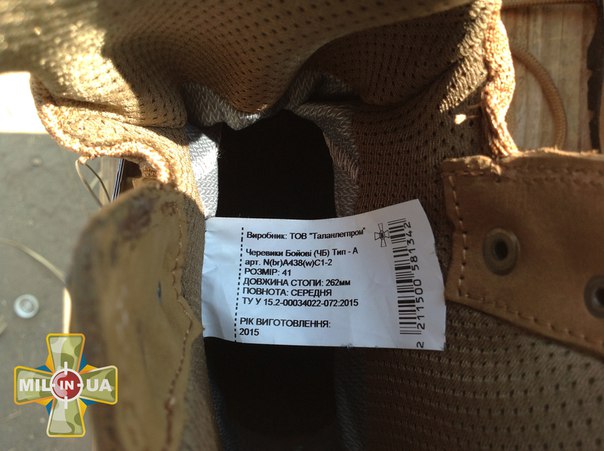 Виробник: ТОВ "Таланлегпром"
Черевики Бойові (ЧБ) Тип - А
арт. N(br)A438(w)C1-2
РОЗМІР: 41
ДОВЖИНА СТОПИ: 262мм
ПОВНОТА: СЕРЕДНЯ
ТУ У 15.2-00034022-072:2015
РІК ВИГОТОВЛЕННЯ:
2015
2 211500 581342
MIL IN UA